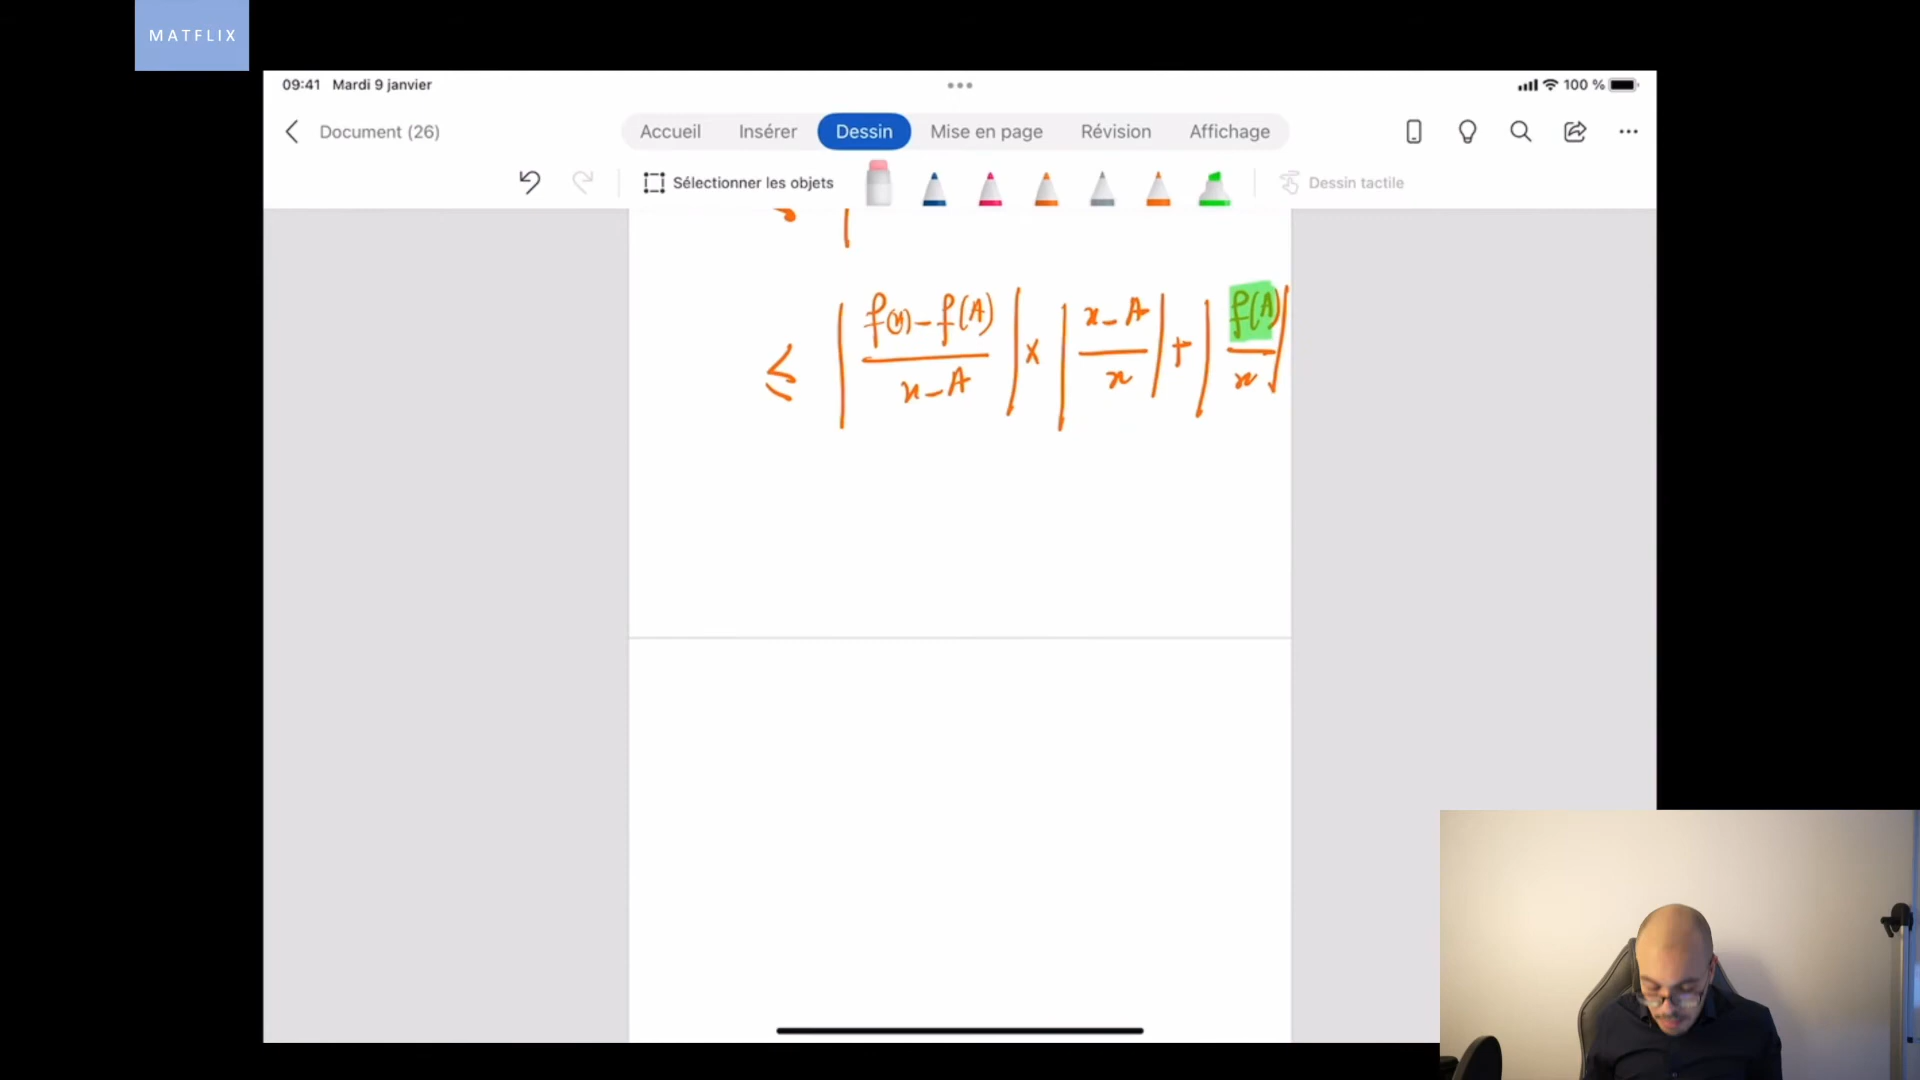 MATFLIX
09:41 Mardi 9 janvier
100 %
Document (26)
Accueil Insérer Dessin Mise en page Révision Affichage
Sélectionner les objets
Dessin tactile
≤ | f(x) - f(A) / x - A | × | x - A / x | + | f(A) / x |